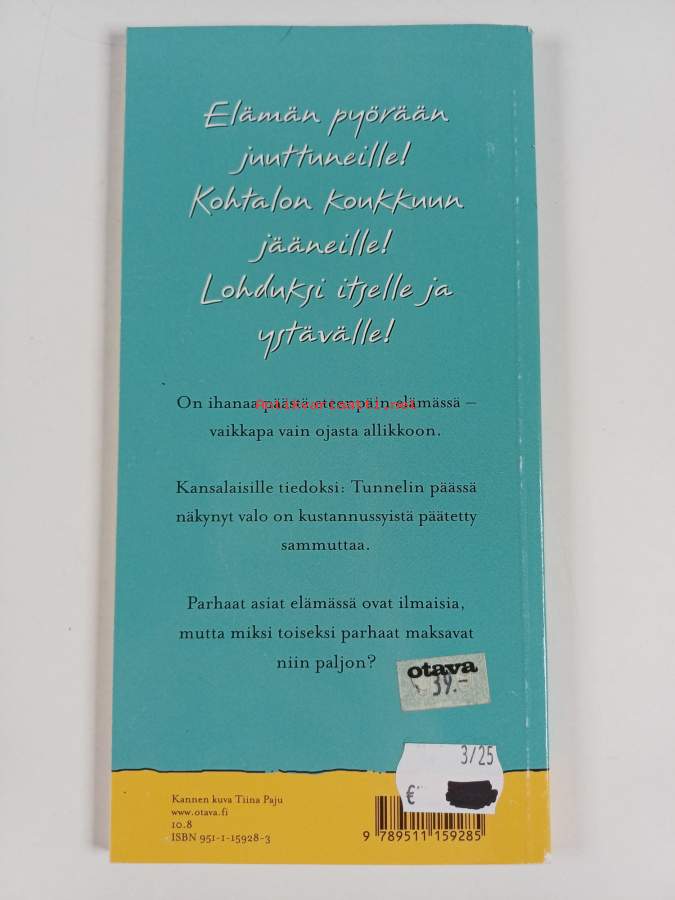 Elämän pyörään
juuttuneille!
Kohtalon koukkuun
jääneille!
Lohduksi itselle ja
ystävälle!
On ihanaa päästä eteenpäin elämässä –
Antikvariaatti.net
vaikkapa vain ojasta allikkoon.
Kansalaisille tiedoksi: Tunnelin päässä
näkynyt valo on kustannussyistä päätetty
sammuttaa.
Parhaat asiat elämässä ovat ilmaisia,
mutta miksi toiseksi parhaat maksavat
niin paljon?
otava
39.-
3/25
€
Kannen kuva Tiina Paju
www.otava.fi
10.8
ISBN 951-1-15928-3
9 789511 159285